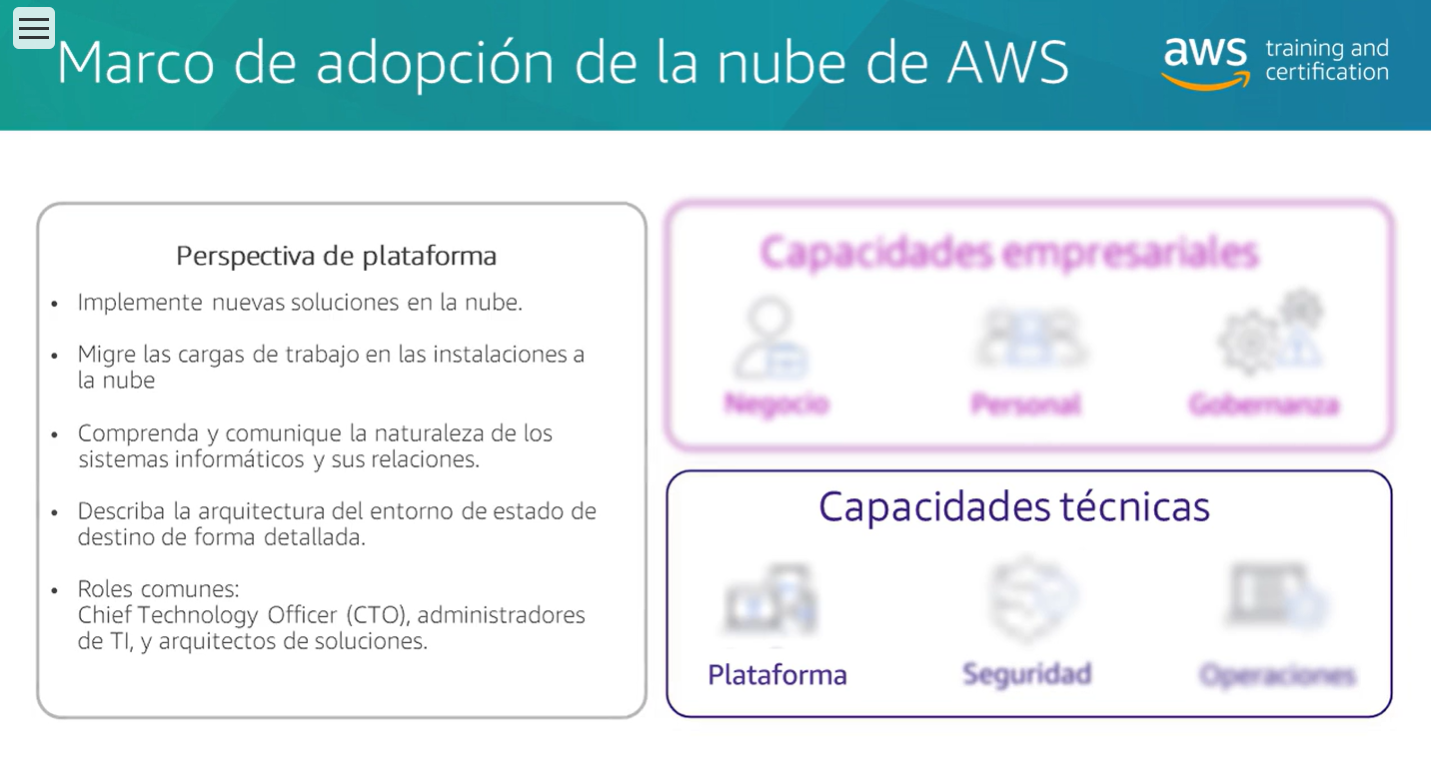 Marco de adopción de la nube de AWS
aws training and
certification
Perspectiva de plataforma
• Implemente nuevas soluciones en la nube.
• Migre las cargas de trabajo en las instalaciones a
la nube
• Comprenda y comunique la naturaleza de los
sistemas informáticos y sus relaciones.
• Describa la arquitectura del entorno de estado de
destino de forma detallada.
• Roles comunes:
Chief Technology Officer (CTO), administradores
de TI, y arquitectos de soluciones.
Capacidades empresariales
Negocio
Personal
Gobernanza
Capacidades técnicas
Plataforma
Seguridad
Operaciones